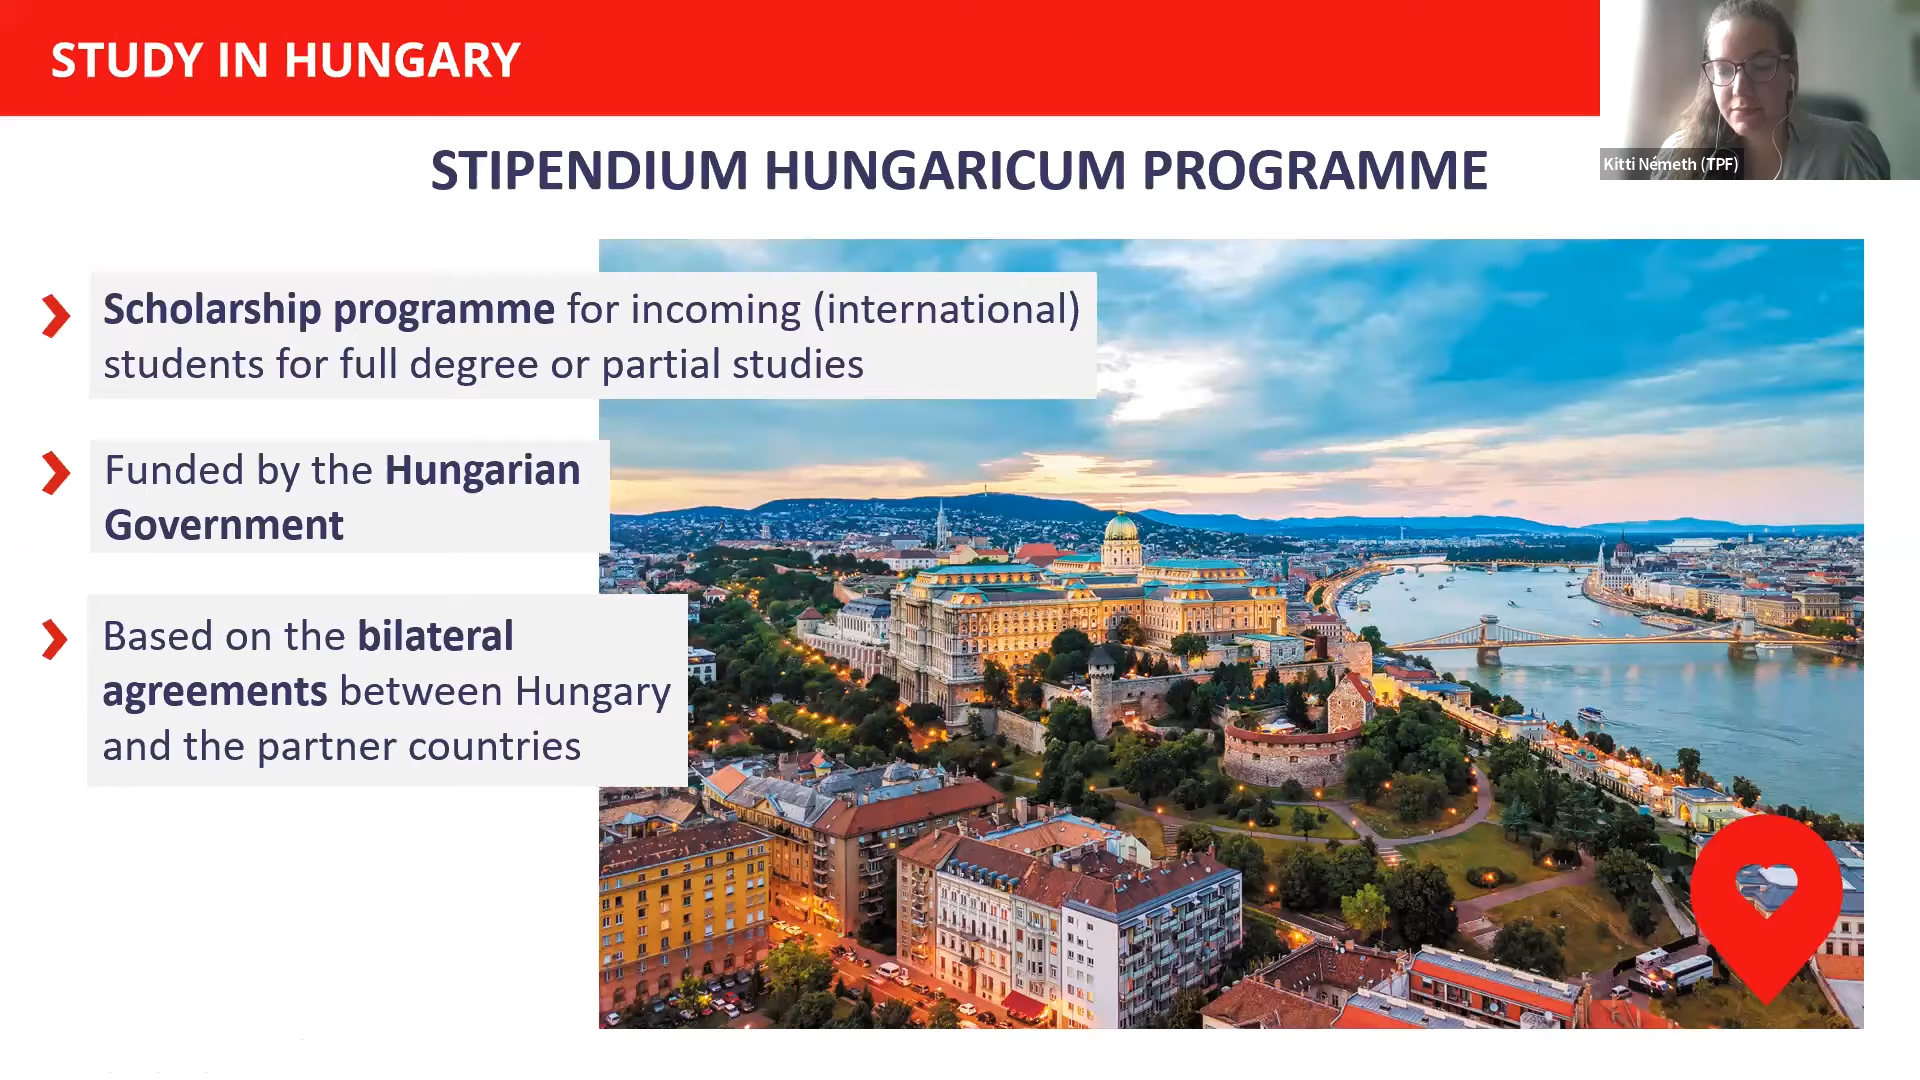 STUDY IN HUNGARY
Kitti Németh (TPF)
STIPENDIUM HUNGARICUM PROGRAMME
Scholarship programme for incoming (international)
students for full degree or partial studies
Funded by the Hungarian
Government
Based on the bilateral
agreements between Hungary
and the partner countries